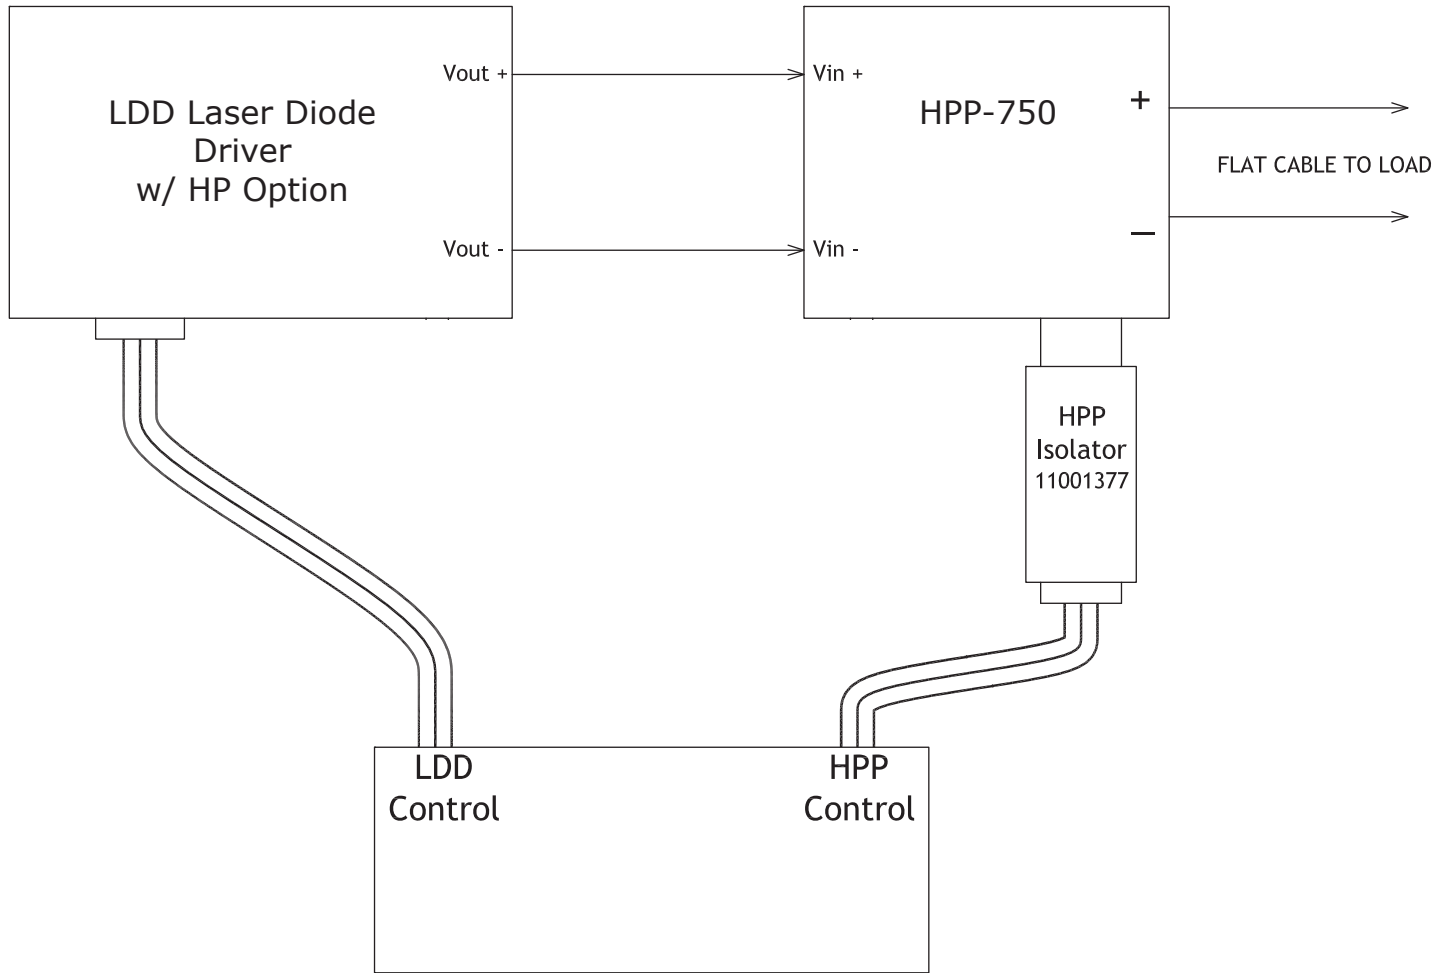 Vout +
LDD Laser Diode
Driver
w/ HP Option
Vout -
Vin +
HPP-750
+
Vin -
—
FLAT CABLE TO LOAD
HPP
Isolator
11001377
LDD
Control
HPP
Control